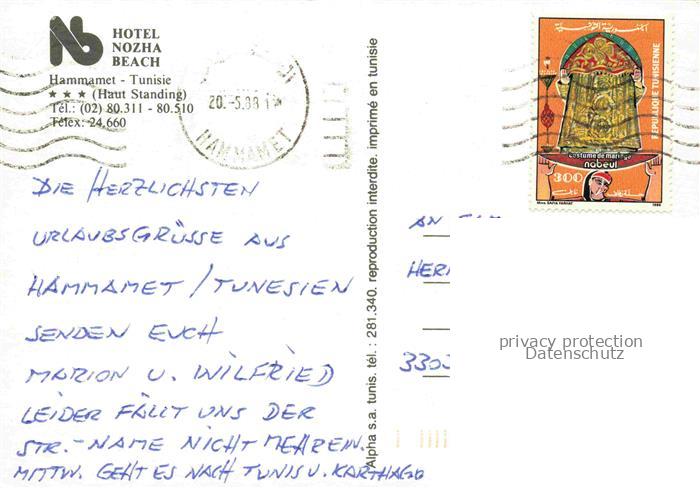 HOTEL
NOZHA
BEACH
Hammamet - Tunisie
★ ★ ★ (Haut Standing)
Tél.: (02) 80.311 - 80.510
Télex: 24,660
20.-5.88
HAMMAMET
DIE HERZLICHSTEN
URLAUBSGRÜSSE AUS
HAMMAMET / TUNESIEN
SENDEN EUCH
MARION U. WILFRIED
LEIDER FÄLLT UNS DER
STR.-NAME NICHT MEHR EIN.
MITTW. GEHT ES NACH TUNIS U. KARTHAGO
Alpha s.a. tunis. tél. : 281.340. reproduction interdite. imprimé en tunisie
REPUBLIQUE TUNISIENNE
costume de mariage
nabeul
300
AN
HER
3303
privacy protection
Datenschutz